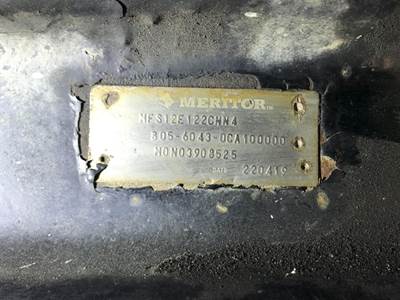 MERITOR
MFS12E122CHN4
805-6043-0CA100000
NON03908525
DATE 220419